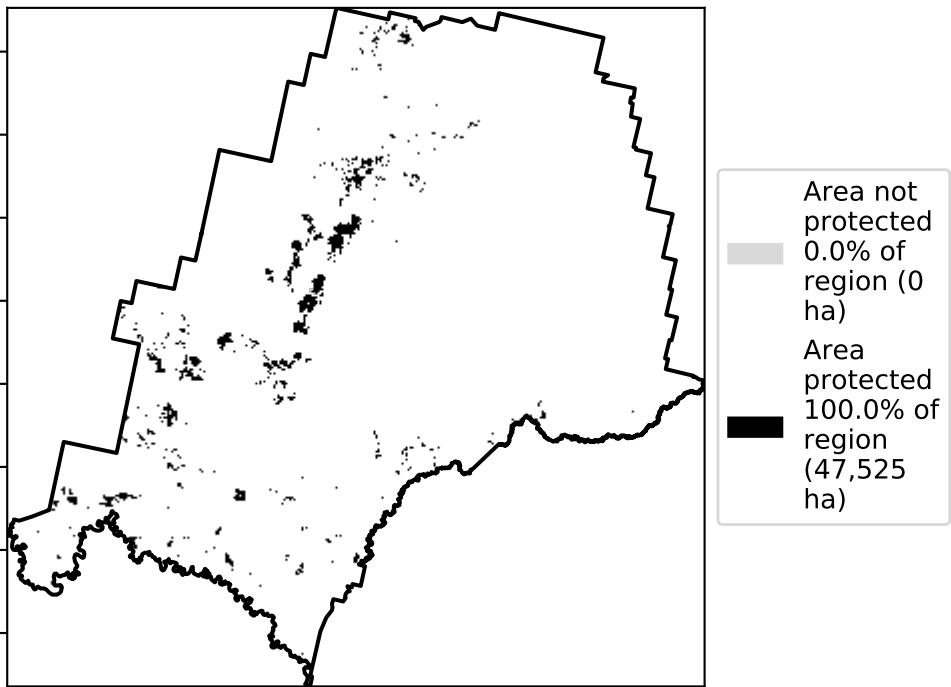 Area not
protected
0.0% of
region (0
ha)
Area
protected
100.0% of
region
(47,525
ha)